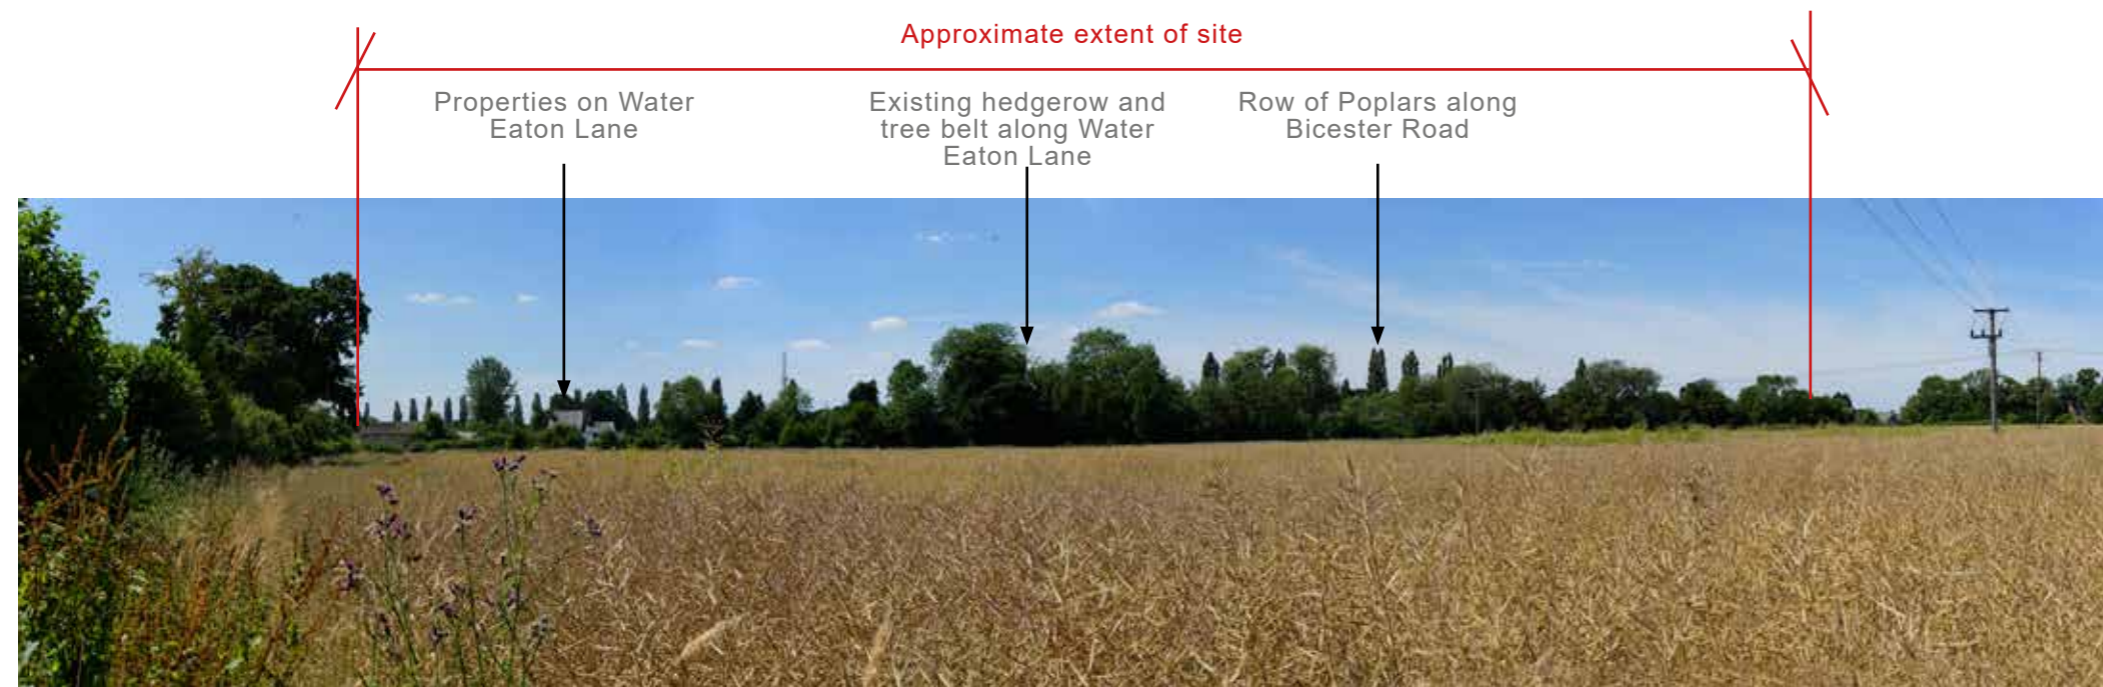 Approximate extent of site
Properties on Water
Eaton Lane
Existing hedgerow and
tree belt along Water
Eaton Lane
Row of Poplars along
Bicester Road